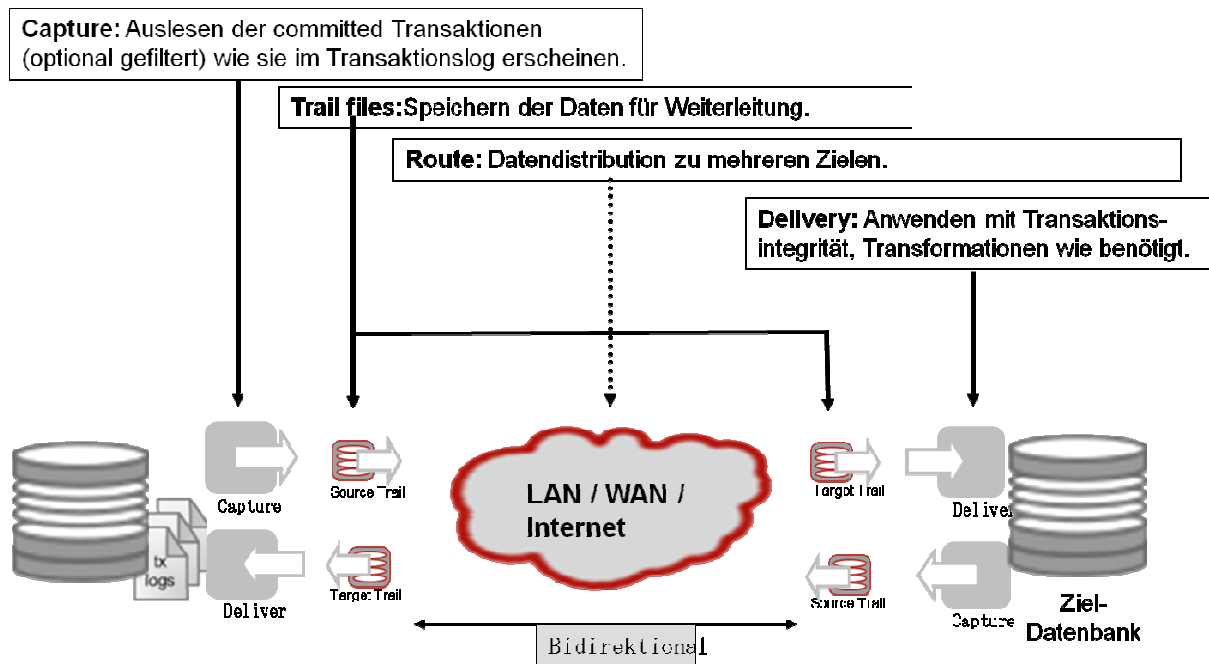 Capture: Auslesen der committed Transaktionen
(optional gefiltert) wie sie im Transaktionslog erscheinen.
Trail files:Speichern der Daten für Weiterleitung.
Route: Datendistribution zu mehreren Zielen.
Delivery: Anwenden mit Transaktions-
integrität, Transformationen wie benötigt.
Capture
Source Trail
LAN / WAN /
Internet
Target Trail
Deliver
tx
logs
Deliver
Target Trail
Source Trail
Capture
Ziel-
Datenbank
Bidirektional